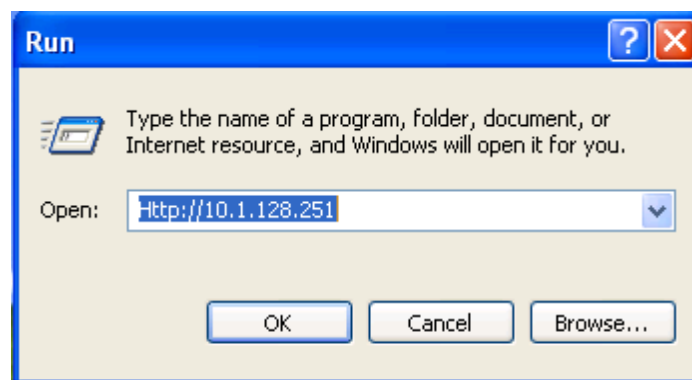 Run
Type the name of a program, folder, document, or
Internet resource, and Windows will open it for you.
Open: Http://10.1.128.251
OK Cancel Browse...